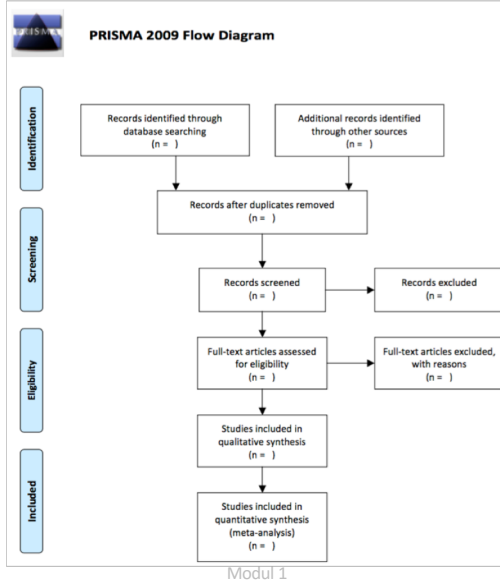 PRISMA
PRISMA 2009 Flow Diagram
Identification
Records identified through
database searching
(n =   )
Additional records identified
through other sources
(n =   )
Records after duplicates removed
(n =   )
Screening
Records screened
(n =   )
Records excluded
(n =   )
Eligibility
Full-text articles assessed
for eligibility
(n =   )
Full-text articles excluded,
with reasons
(n =   )
Studies included in
qualitative synthesis
(n =   )
Included
Studies included in
quantitative synthesis
(meta-analysis)
(n =   )
Modul 1